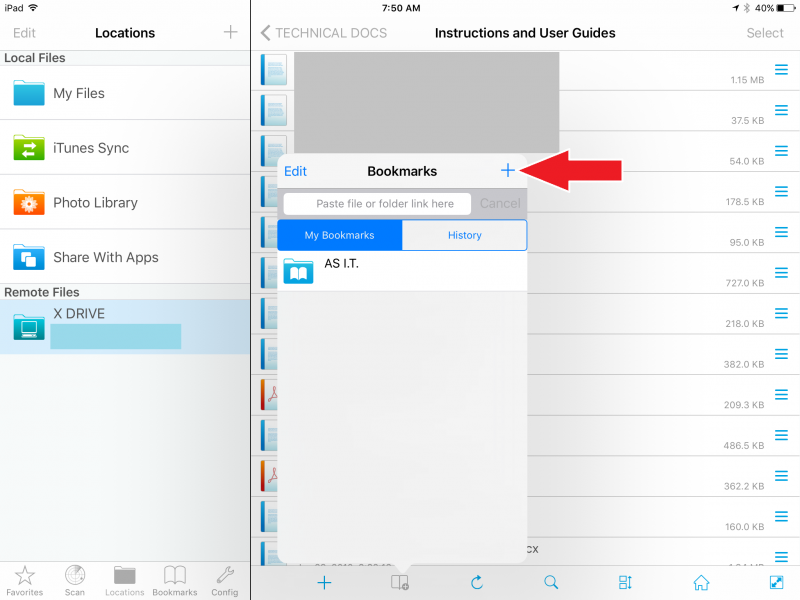 iPad 7:50 AM 40%
Edit Locations +
TECHNICAL DOCS Instructions and User Guides Select
Local Files
My Files
iTunes Sync
Photo Library
Share With Apps
Remote Files
X DRIVE
1.15 MB
37.5 KB
54.0 KB
178.5 KB
95.0 KB
727.0 KB
218.0 KB
382.0 KB
209.3 KB
486.5 KB
362.2 KB
160.0 KB
cx
Edit Bookmarks +
Paste file or folder link here Cancel
My Bookmarks History
AS I.T.
Favorites Scan Locations Bookmarks Config